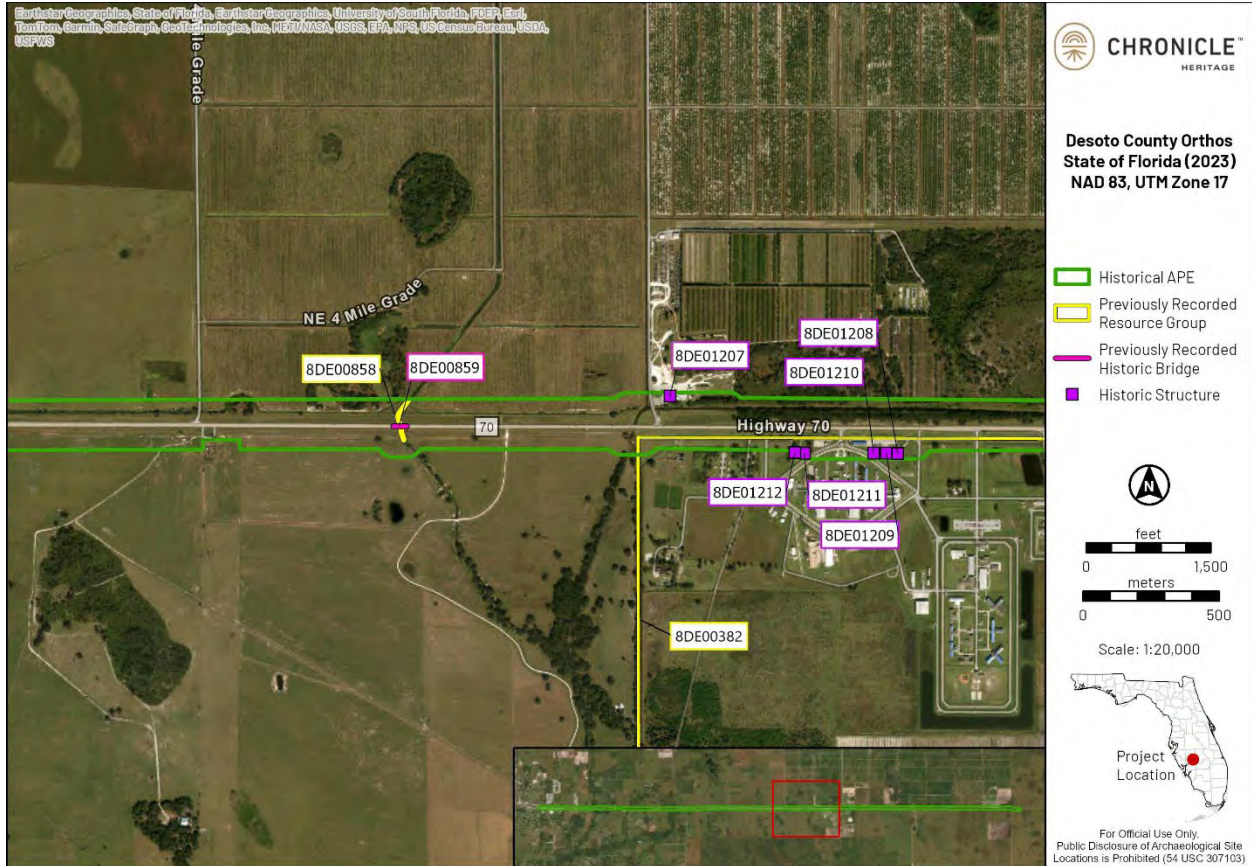 Earthstar Geographics, State of Florida, Earthstar Geographics, University of South Florida, FDEP, Esri,
TomTom, Garmin, SafeGraph, GeoTechnologies, Inc, METI/NASA, USGS, EPA, NPS, US Census Bureau, USDA,
USFWS
4 Mile Grade
NE 4 Mile Grade
8DE00858
8DE00859
8DE01207
8DE01208
8DE01210
70
Highway 70
8DE01212
8DE01211
8DE01209
8DE00382
CHRONICLE™
HERITAGE
Desoto County Orthos
State of Florida (2023)
NAD 83, UTM Zone 17
Historical APE
Previously Recorded
Resource Group
Previously Recorded
Historic Bridge
Historic Structure
N
feet
0 1,500
meters
0 500
Scale: 1:20,000
Project
Location
For Official Use Only.
Public Disclosure of Archaeological Site
Locations is Prohibited (54 USC 307103)